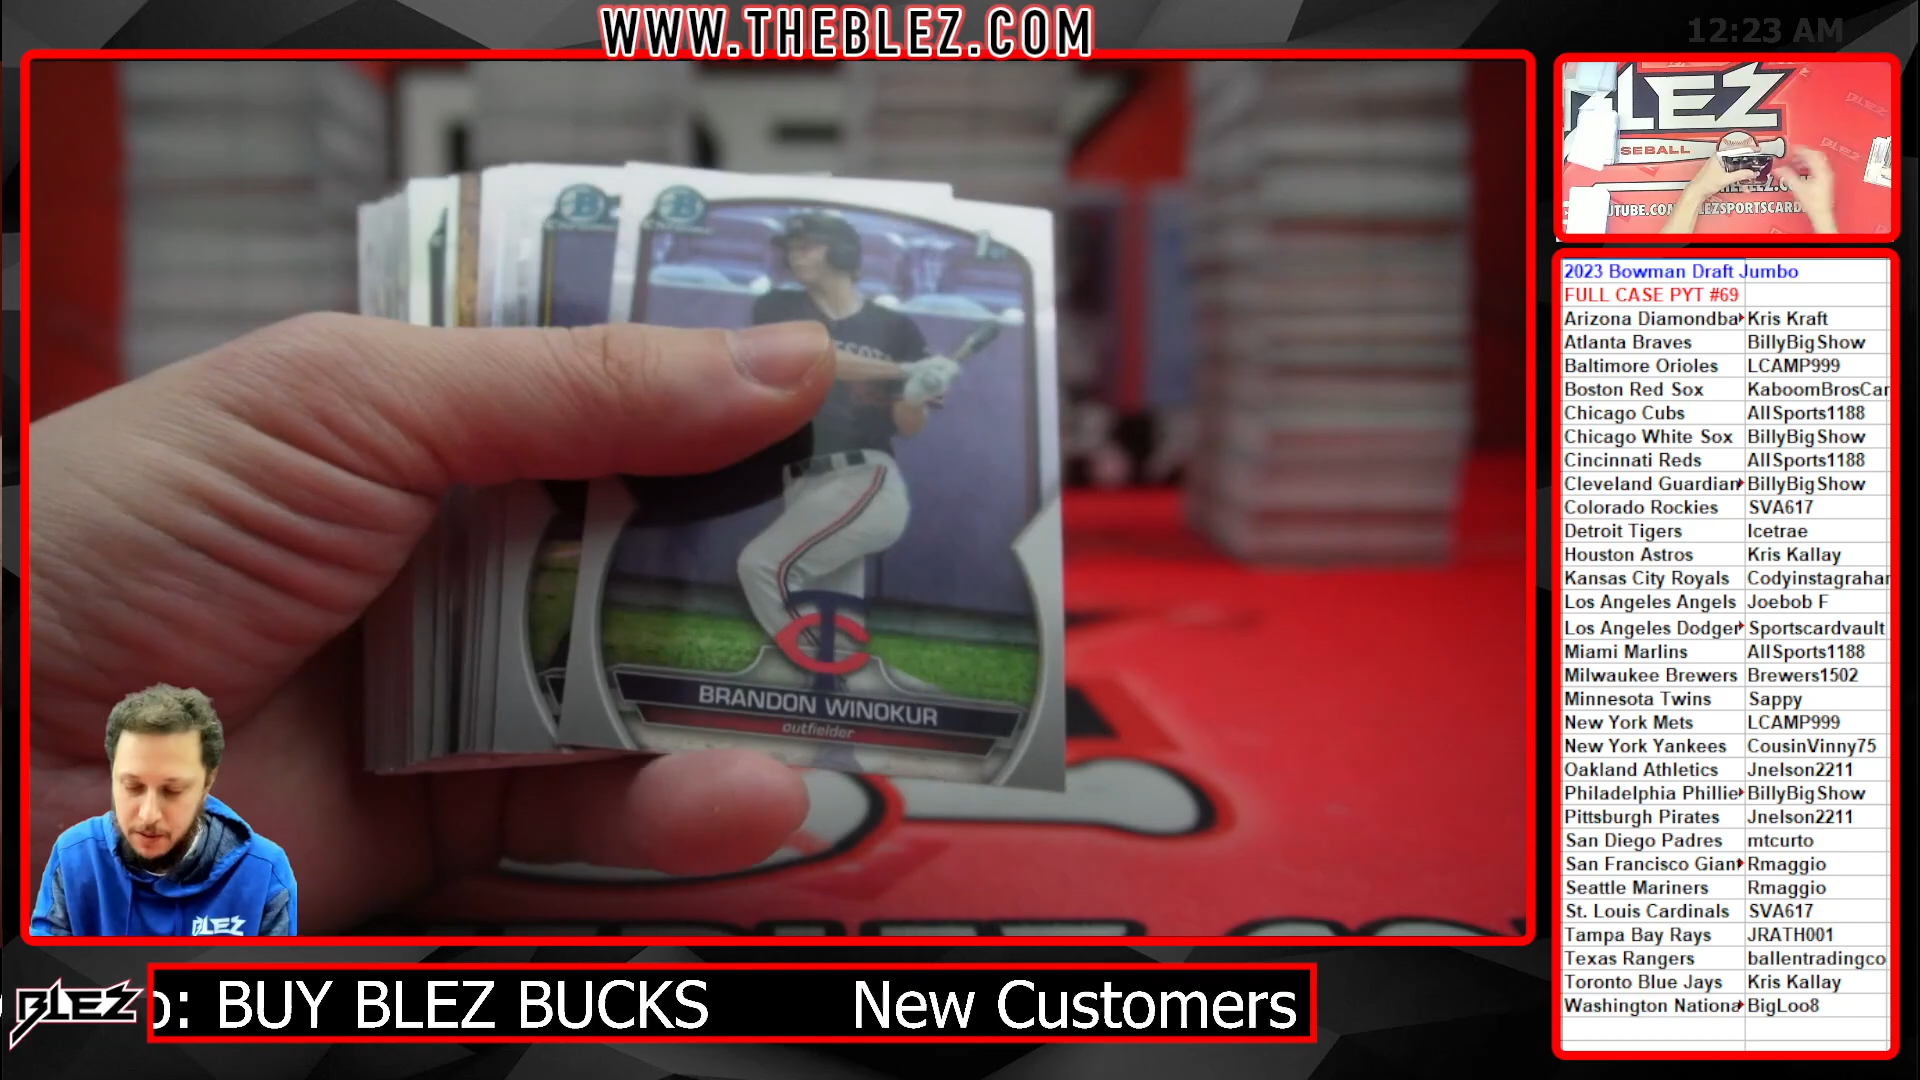 WWW.THEBLEZ.COM
12:23 AM
BLEZ
SEBALL
BRANDON WINOKUR
outfielder
2023 Bowman Draft Jumbo
FULL CASE PYT #69
Arizona Diamondba Kris Kraft
Atlanta Braves BillyBigShow
Baltimore Orioles LCAMP999
Boston Red Sox KaboomBrosCar
Chicago Cubs AllSports1188
Chicago White Sox BillyBigShow
Cincinnati Reds AllSports1188
Cleveland Guardian BillyBigShow
Colorado Rockies SVA617
Detroit Tigers Icetrae
Houston Astros Kris Kallay
Kansas City Royals Codyinstagrahar
Los Angeles Angels Joebob F
Los Angeles Dodger Sportscardvault
Miami Marlins AllSports1188
Milwaukee Brewers Brewers1502
Minnesota Twins Sappy
New York Mets LCAMP999
New York Yankees CousinVinny75
Oakland Athletics Jnelson2211
Philadelphia Phillie BillyBigShow
Pittsburgh Pirates Jnelson2211
San Diego Padres mtcurto
San Francisco Giant Rmaggio
Seattle Mariners Rmaggio
St. Louis Cardinals SVA617
Tampa Bay Rays JRATH001
Texas Rangers ballentradingco
Toronto Blue Jays Kris Kallay
Washington Nationa BigLoo8
BLEZ
BLEZ
o: BUY BLEZ BUCKS New Customers